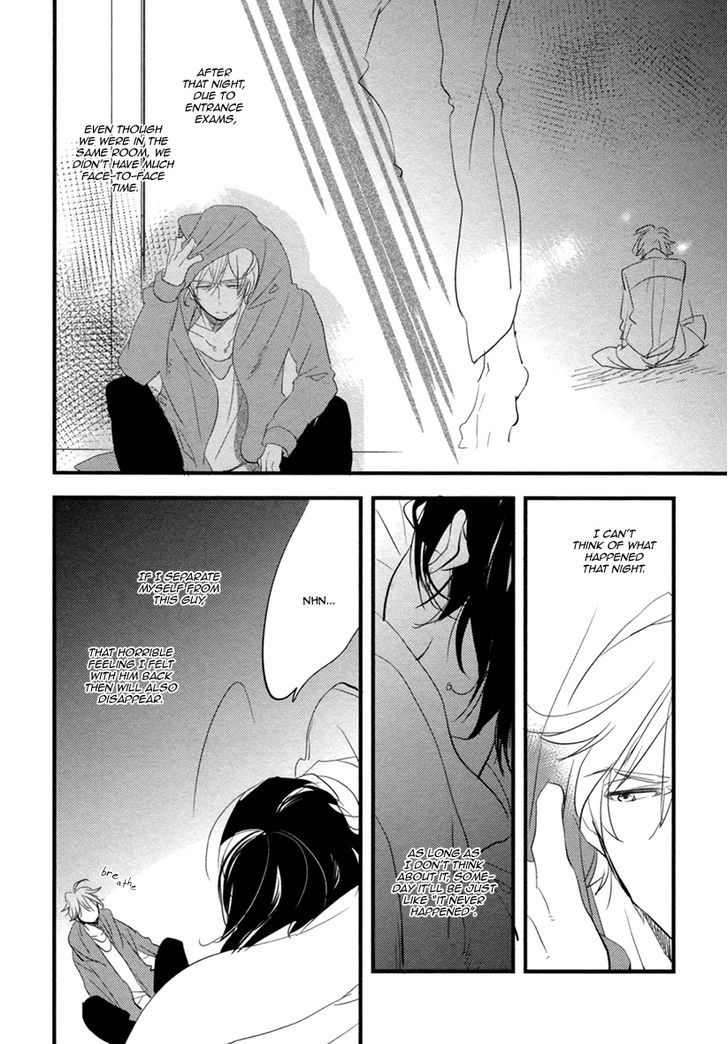 AFTER
THAT NIGHT,
DUE TO
ENTRANCE
EXAMS,
EVEN THOUGH
WE WERE IN THE
SAME ROOM, WE
DIDN'T HAVE MUCH
FACE-TO-FACE
TIME.
I CAN'T
THINK OF WHAT
HAPPENED
THAT NIGHT.
AS LONG AS
I DON'T THINK
ABOUT IT, SOME-
DAY IT'LL BE JUST
LIKE "IT NEVER
HAPPENED".
NHN...
IF I SEPARATE
MYSELF FROM
THIS GUY,
THAT HORRIBLE
FEELING I FELT
WITH HIM BACK
THEN WILL ALSO
DISAPPEAR.
breathe